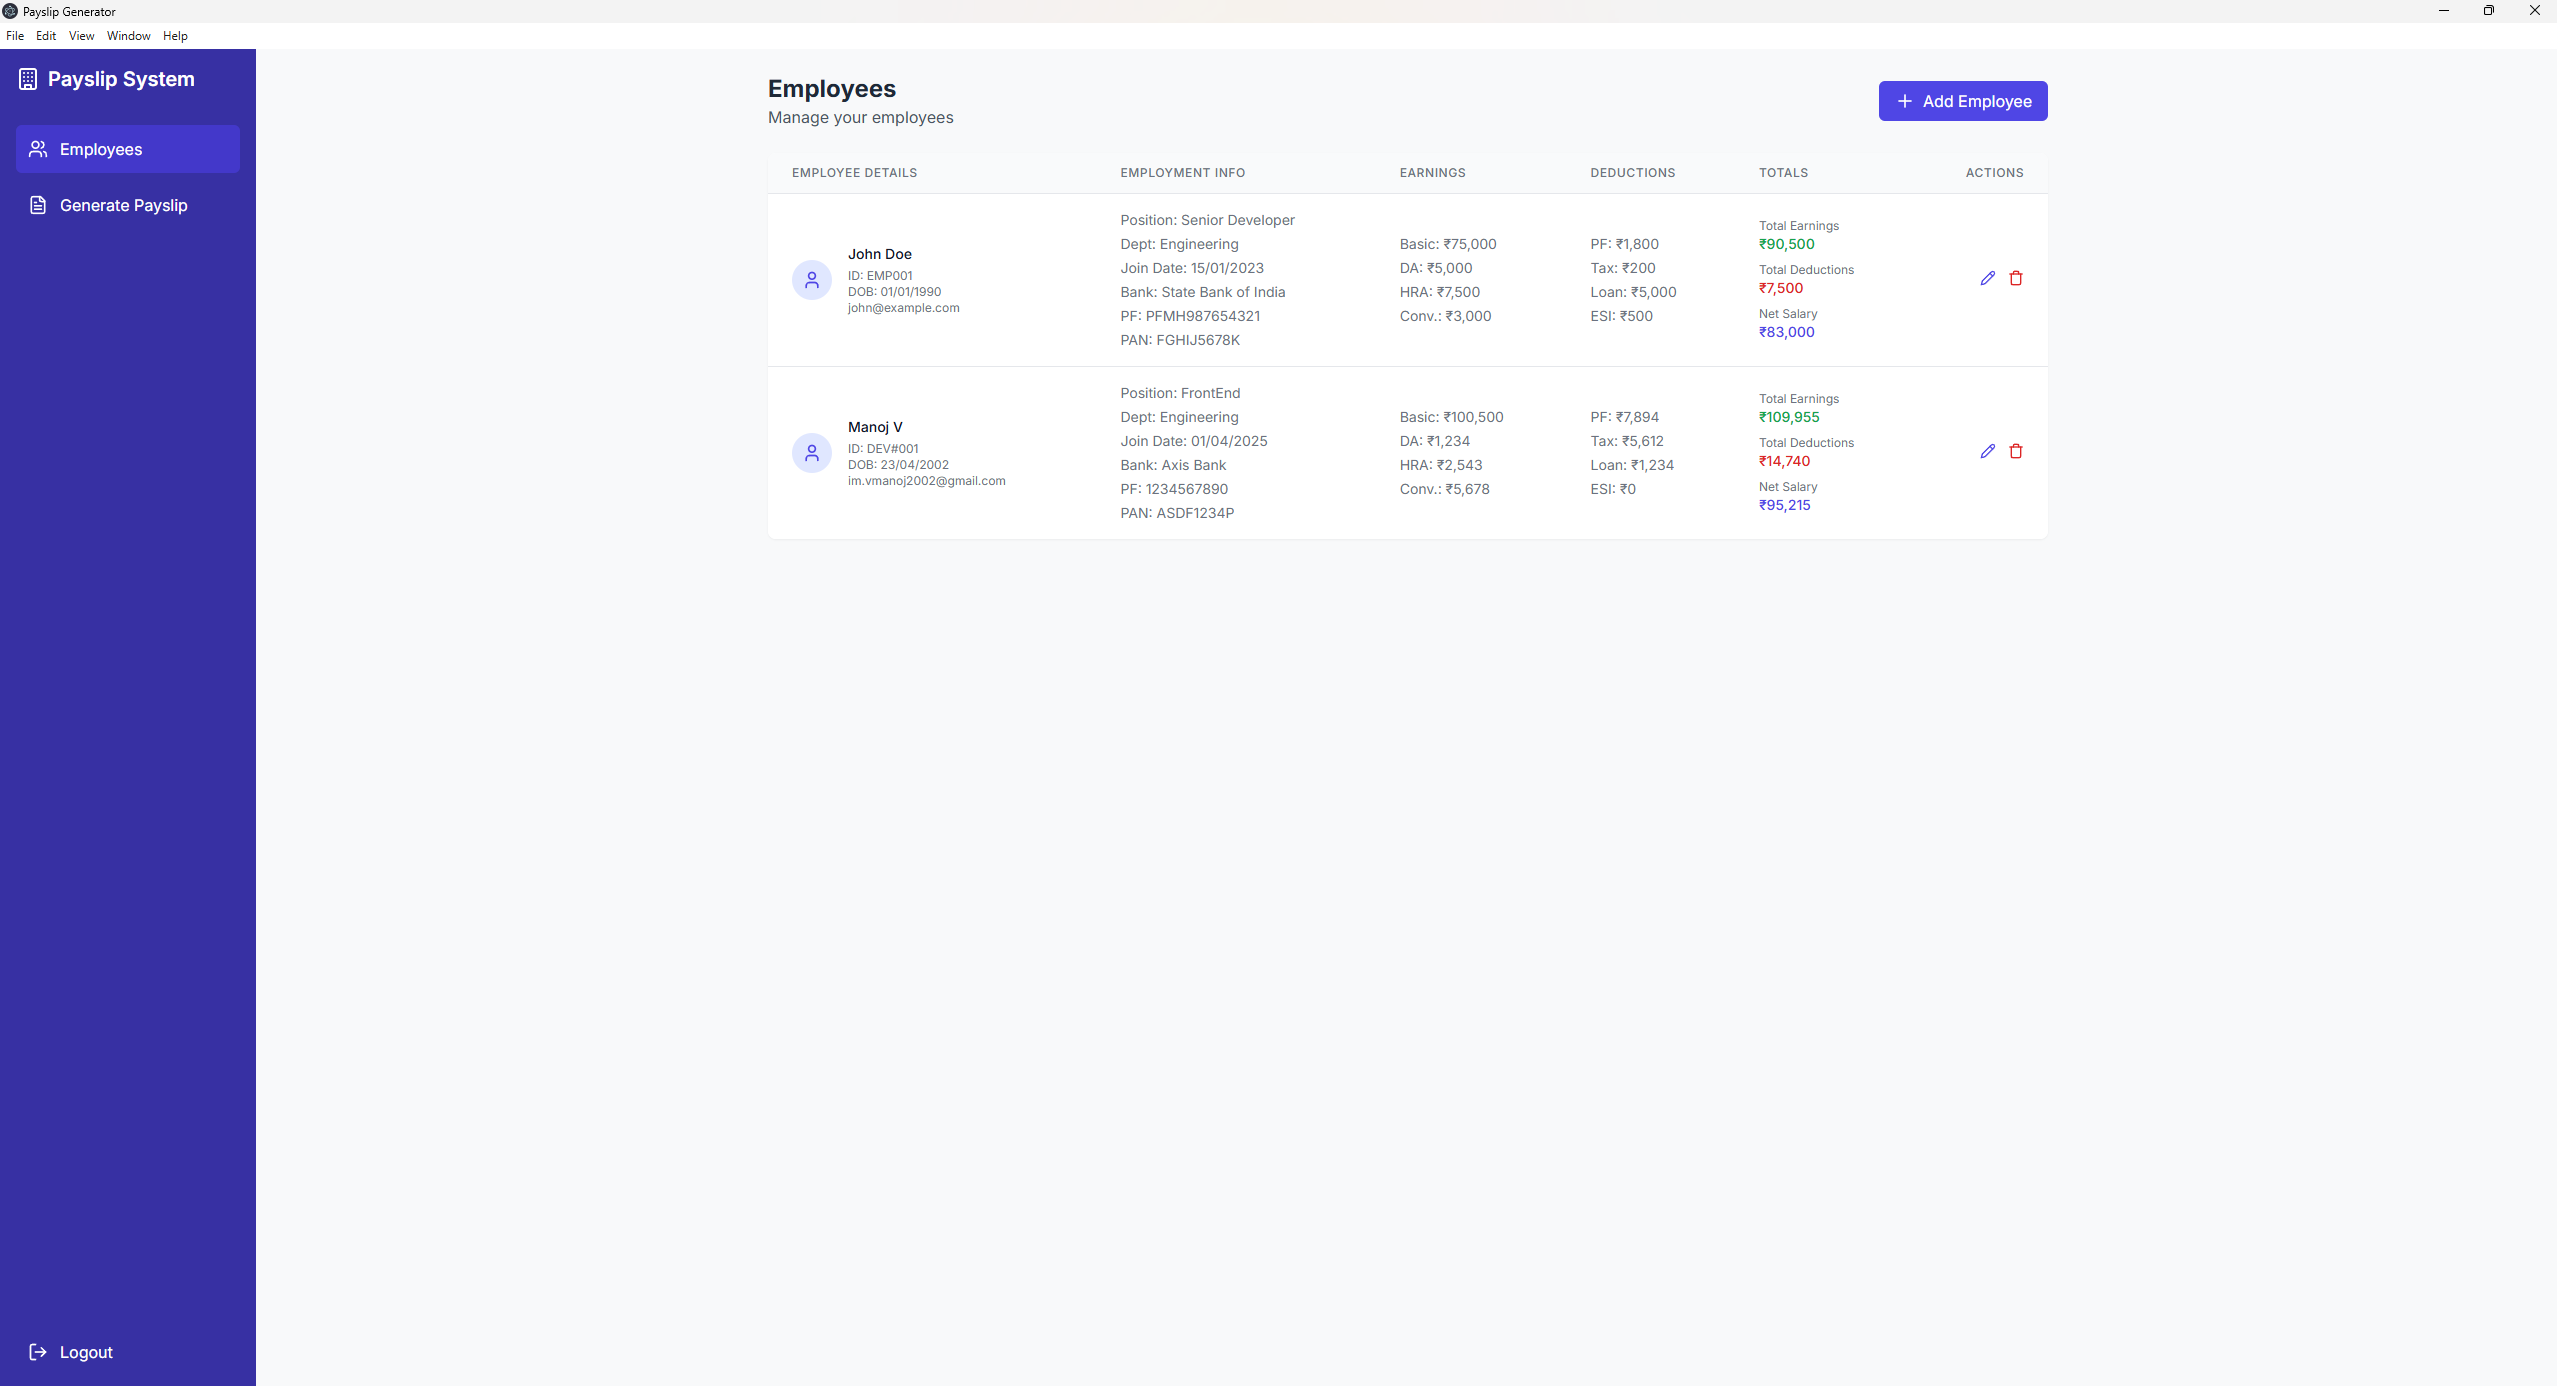 Payslip Generator
File Edit View Window Help
Payslip System
Employees
Generate Payslip
Logout
Employees
Manage your employees
Add Employee
EMPLOYEE DETAILS EMPLOYMENT INFO EARNINGS DEDUCTIONS TOTALS ACTIONS
John Doe
ID: EMP001
DOB: 01/01/1990
john@example.com
Position: Senior Developer
Dept: Engineering
Join Date: 15/01/2023
Bank: State Bank of India
PF: PFMH987654321
PAN: FGHIJ5678K
Basic: ₹75,000
DA: ₹5,000
HRA: ₹7,500
Conv.: ₹3,000
PF: ₹1,800
Tax: ₹200
Loan: ₹5,000
ESI: ₹500
Total Earnings
₹90,500
Total Deductions
₹7,500
Net Salary
₹83,000
Manoj V
ID: DEV#001
DOB: 23/04/2002
im.vmanoj2002@gmail.com
Position: FrontEnd
Dept: Engineering
Join Date: 01/04/2025
Bank: Axis Bank
PF: 1234567890
PAN: ASDF1234P
Basic: ₹100,500
DA: ₹1,234
HRA: ₹2,543
Conv.: ₹5,678
PF: ₹7,894
Tax: ₹5,612
Loan: ₹1,234
ESI: ₹0
Total Earnings
₹109,955
Total Deductions
₹14,740
Net Salary
₹95,215